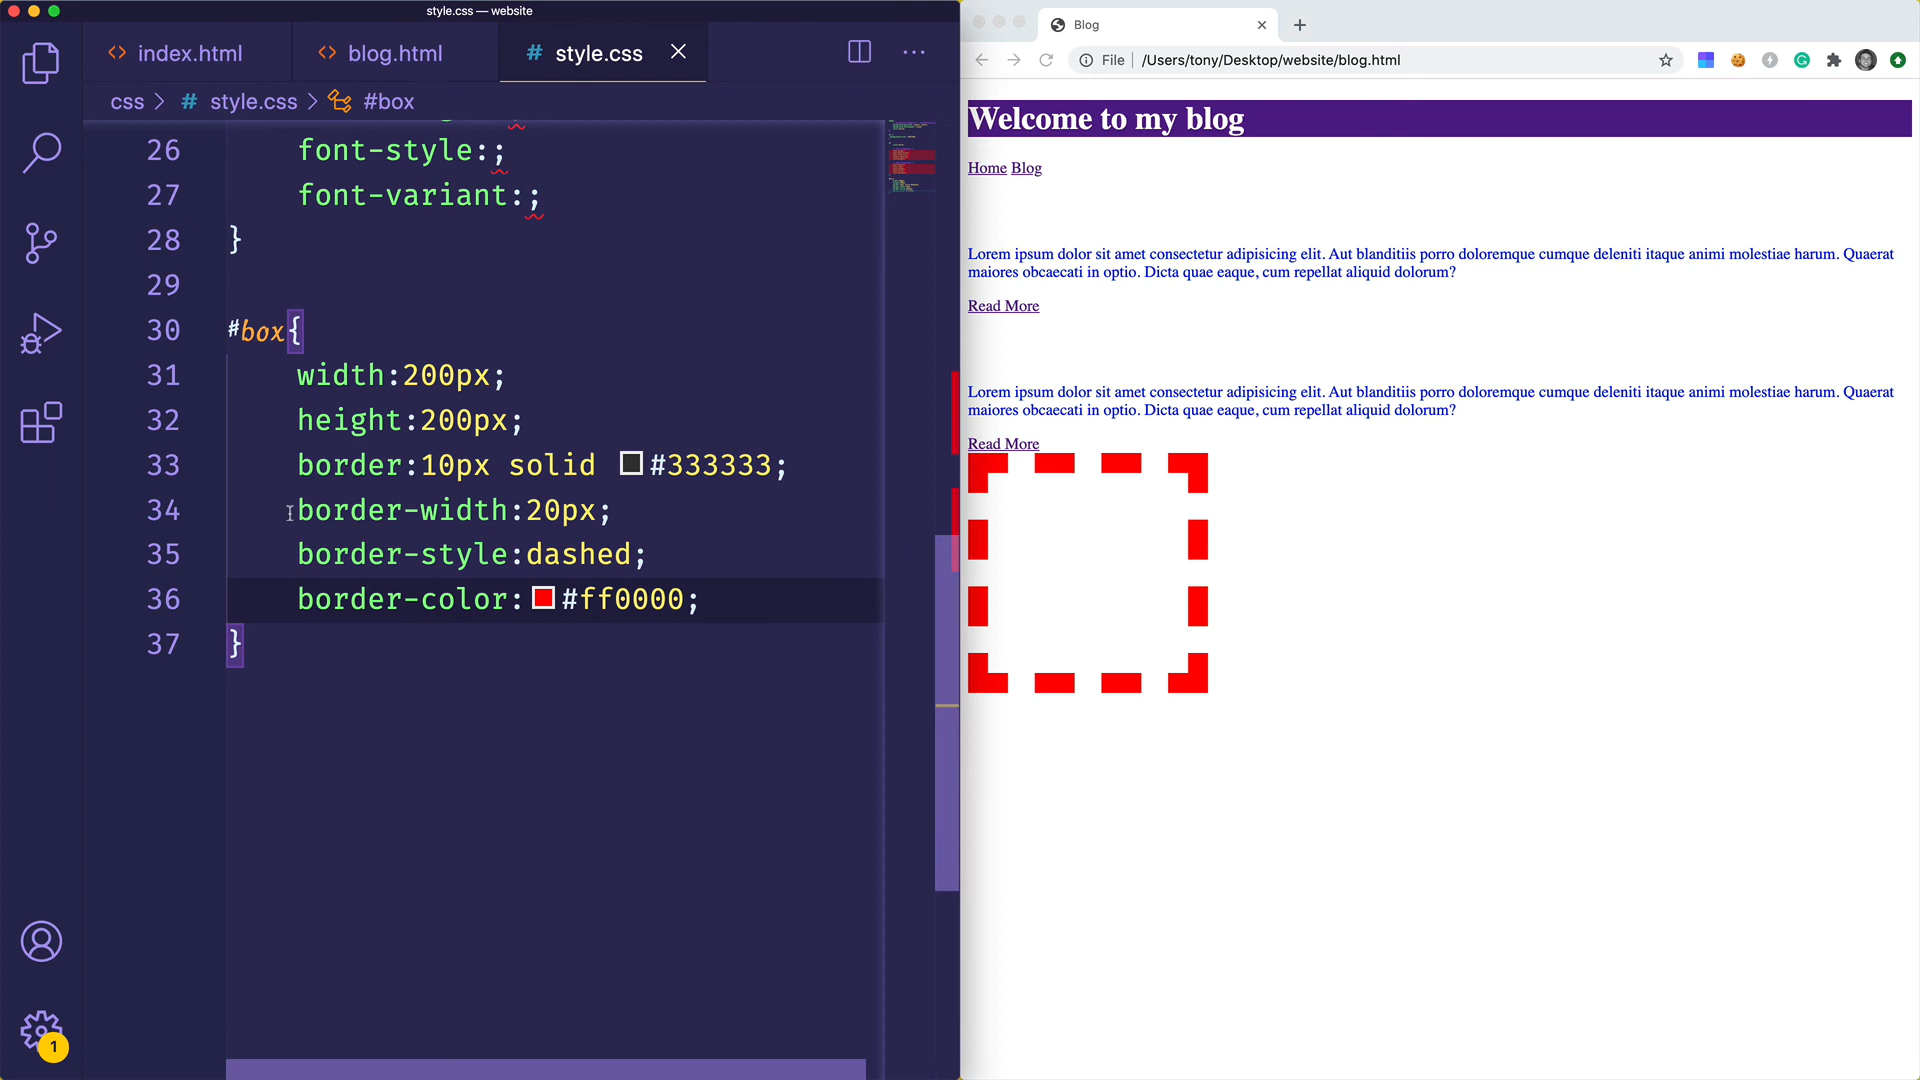 style.css — website
index.html
blog.html
# style.css
css > # style.css > #box
26 font-style:;
27 font-variant:;
28 }
29
30 #box{
31 width:200px;
32 height:200px;
33 border:10px solid #333333;
34 border-width:20px;
35 border-style:dashed;
36 border-color: #ff0000;
37 }
1
Blog
File | /Users/tony/Desktop/website/blog.html
Welcome to my blog
Home Blog
Lorem ipsum dolor sit amet consectetur adipisicing elit. Aut blanditiis porro doloremque cumque deleniti itaque animi molestiae harum. Quaerat
maiores obcaecati in optio. Dicta quae eaque, cum repellat aliquid dolorum?
Read More
Lorem ipsum dolor sit amet consectetur adipisicing elit. Aut blanditiis porro doloremque cumque deleniti itaque animi molestiae harum. Quaerat
maiores obcaecati in optio. Dicta quae eaque, cum repellat aliquid dolorum?
Read More